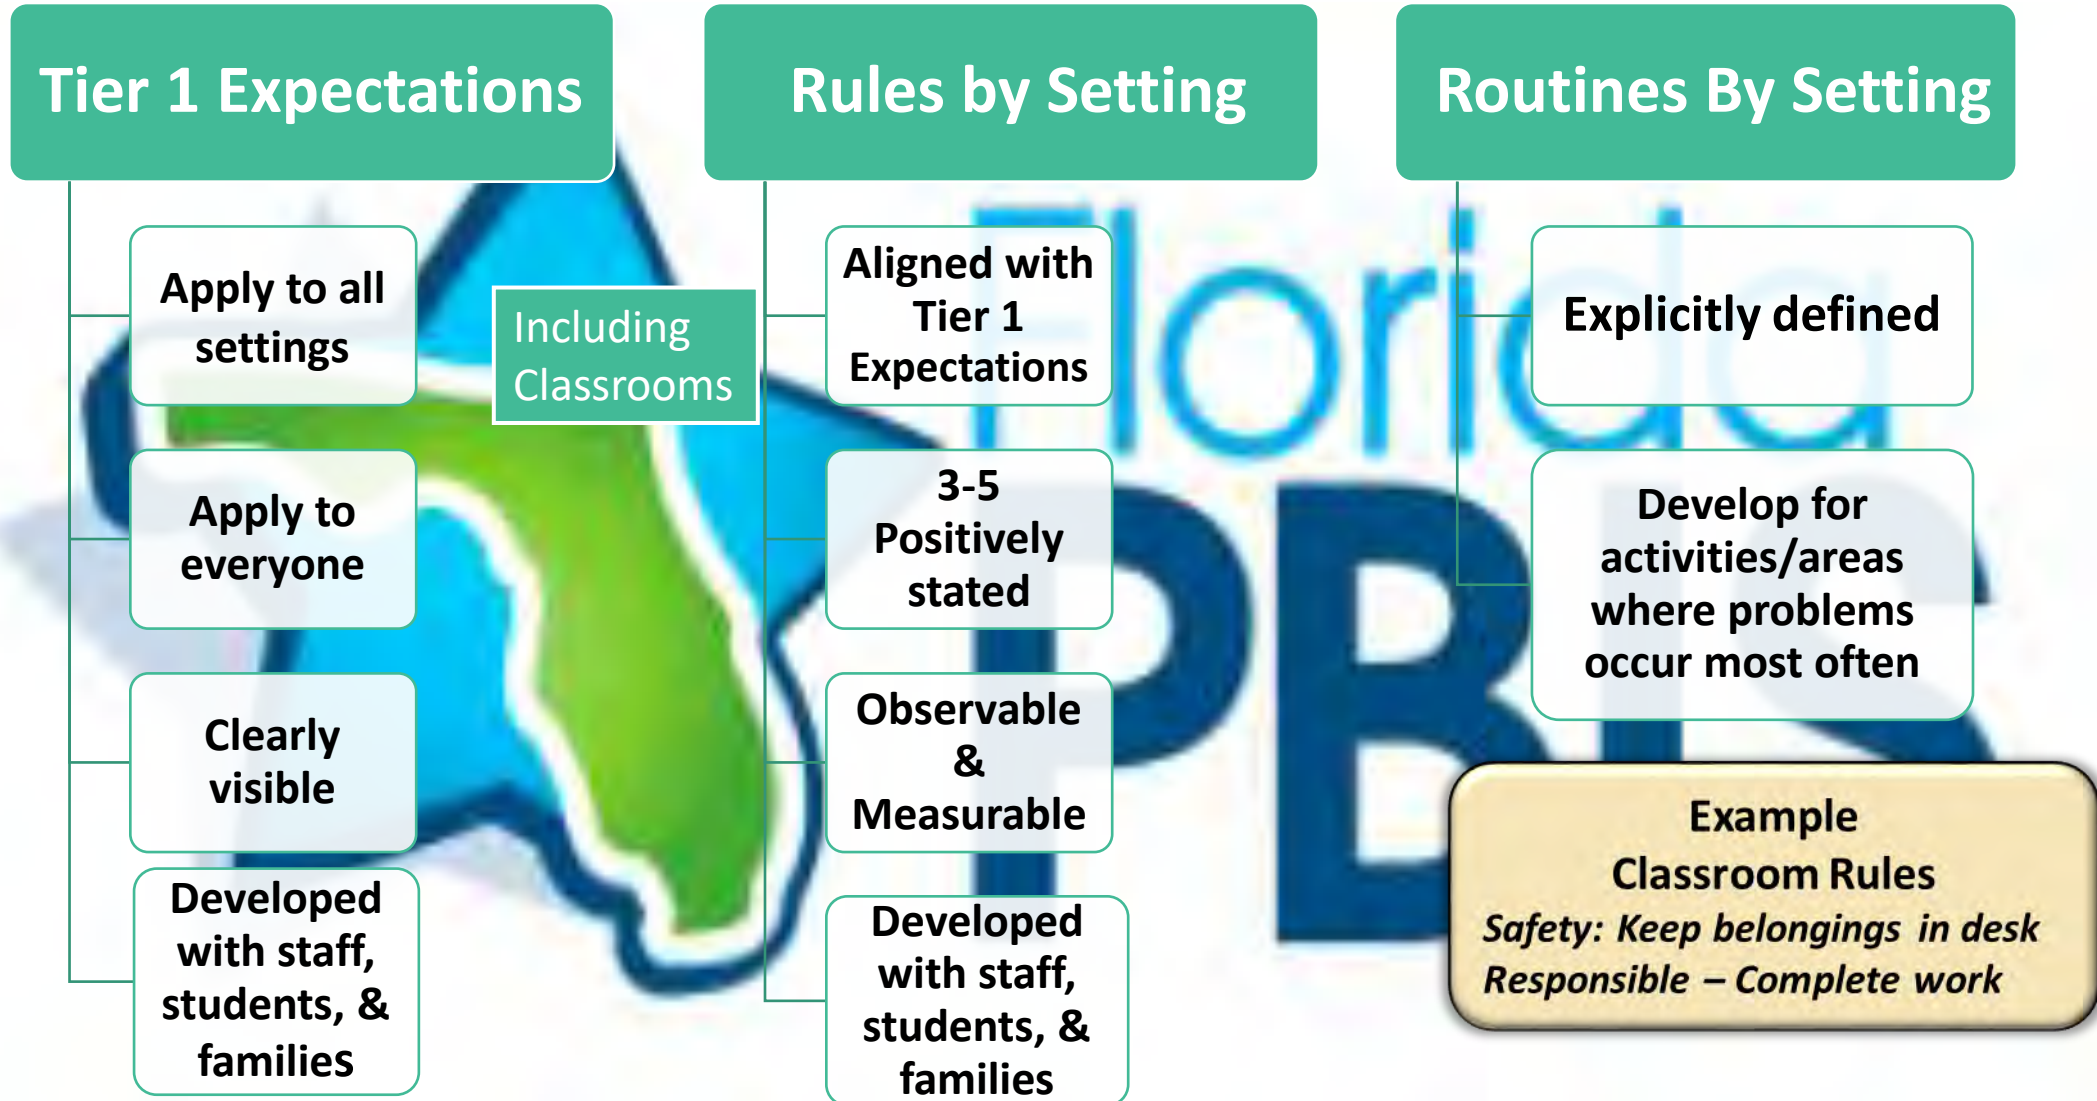 Tier 1 Expectations
Apply to all
settings
Including
Classrooms
Apply to
everyone
Clearly
visible
Developed
with staff,
students, &
families
Rules by Setting
Aligned with
Tier 1
Expectations
3-5
Positively
stated
Observable
&
Measurable
Developed
with staff,
students, &
families
Routines By Setting
Explicitly defined
Develop for
activities/areas
where problems
occur most often
Example
Classroom Rules
Safety: Keep belongings in desk
Responsible – Complete work
Florida
PBIS